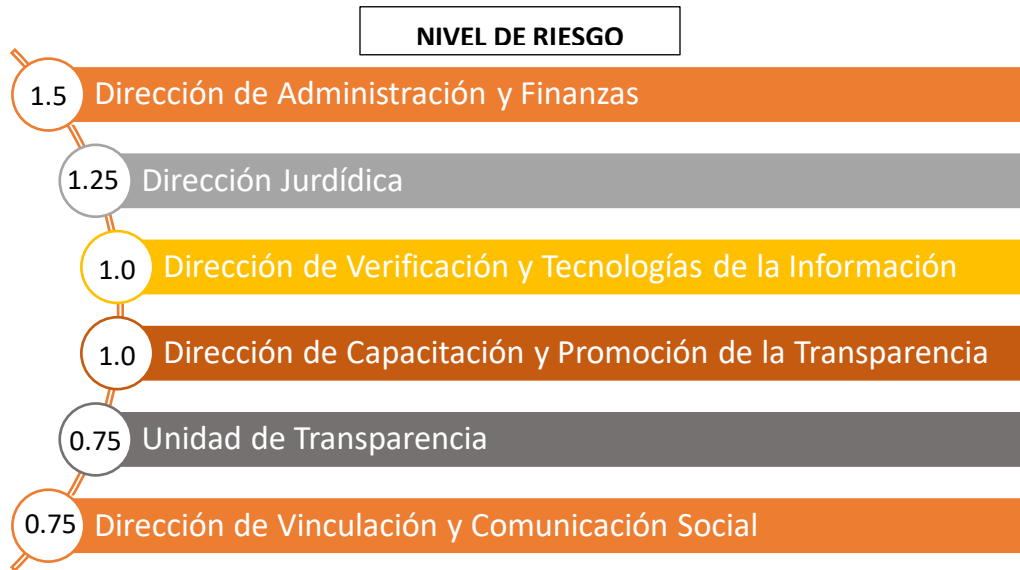 NIVEL DE RIESGO
1.5 Dirección de Administración y Finanzas
1.25 Dirección Jurdídica
1.0 Dirección de Verificación y Tecnologías de la Información
1.0 Dirección de Capacitación y Promoción de la Transparencia
0.75 Unidad de Transparencia
0.75 Dirección de Vinculación y Comunicación Social